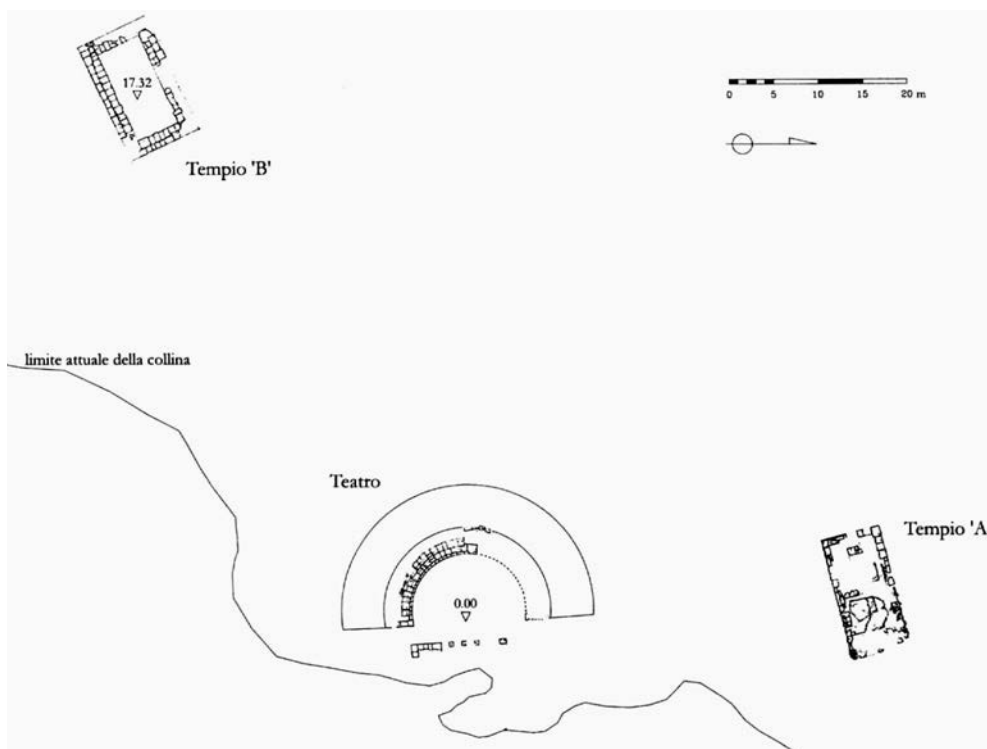 17.32
0 5 10 15 20 m
Tempio 'B'
limite attuale della collina
Teatro
Tempio 'A
0.00